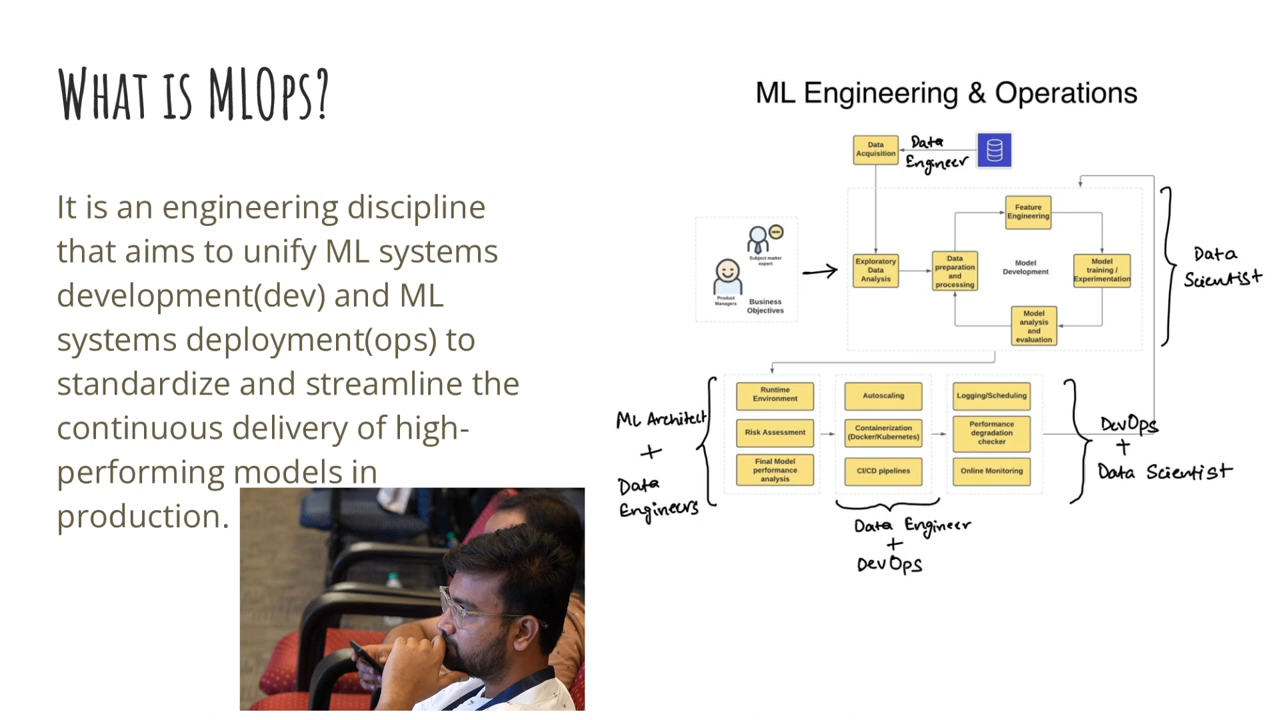 WHAT IS MLOPS?
It is an engineering discipline
that aims to unify ML systems
development(dev) and ML
systems deployment(ops) to
standardize and streamline the
continuous delivery of high-
performing models in
production.
ML Engineering & Operations
Data
Acquisition
Data
Engineer
Feature
Engineering
Subject matter
expert
Product
Managers
Business
Objectives
Exploratory
Data
Analysis
Data
preparation
and
processing
Model
Development
Model
training /
Experimentation
Model
analysis
and
evaluation
Data
Scientist
Runtime
Environment
Autoscaling
Logging/Scheduling
Risk Assessment
Containerization
(Docker/Kubernetes)
Performance
degradation
checker
Final Model
performance
analysis
CI/CD pipelines
Online Monitoring
ML Architect
+
Data
Engineers
Data Engineer
+
DevOps
DevOps
+
Data Scientist